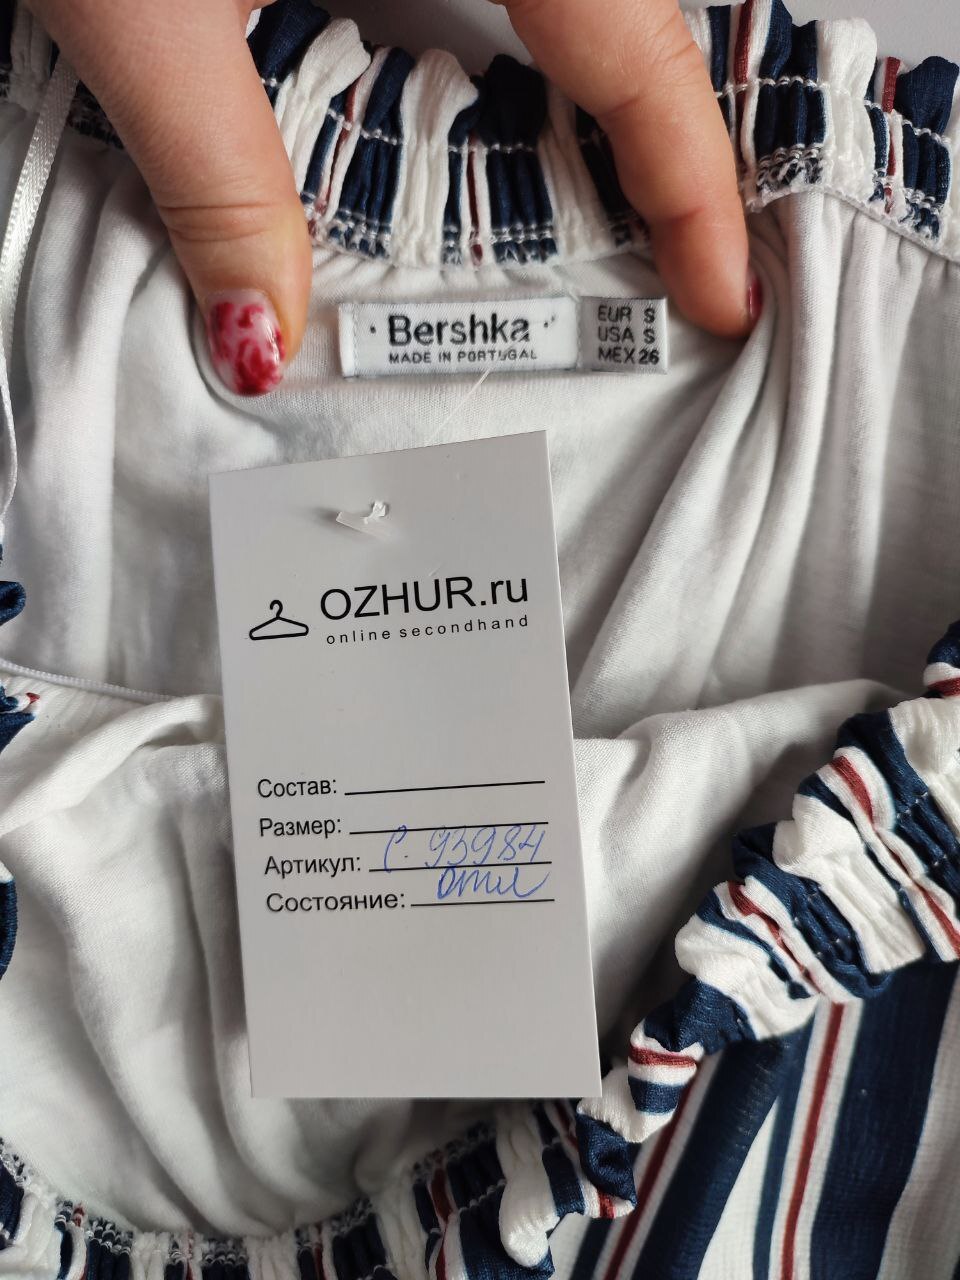 Bershka
MADE IN PORTUGAL
EUR S
USA S
MEX 26
OZHUR.ru
online secondhand
Состав:
Размер:
Артикул: С. 93984
Состояние: отл